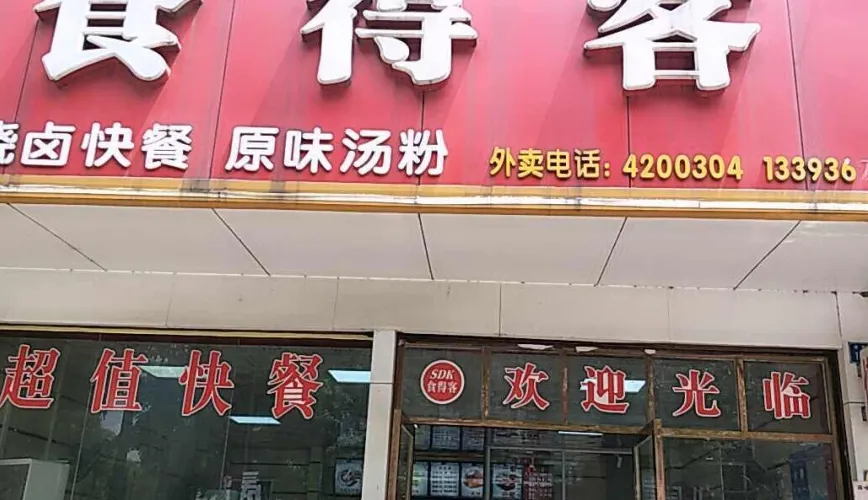 食得客
烧卤快餐 原味汤粉 外卖电话: 4200304 133936
超值快餐
SDK
食得客
欢迎光临